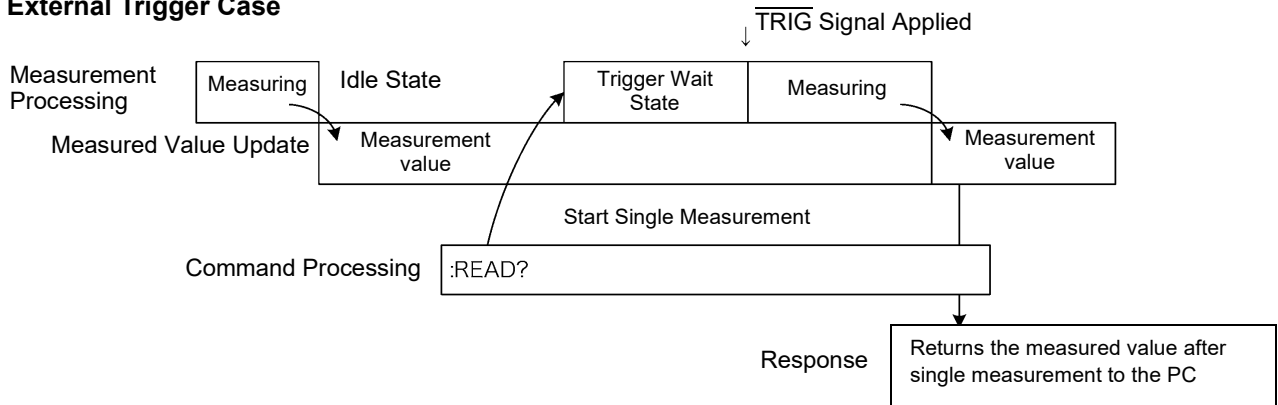 External Trigger Case
TRIG Signal Applied
Measurement
Processing
Measuring
Idle State
Trigger Wait
State
Measuring
Measured Value Update
Measurement
value
Measurement
value
Start Single Measurement
Command Processing
:READ?
Response
Returns the measured value after
single measurement to the PC